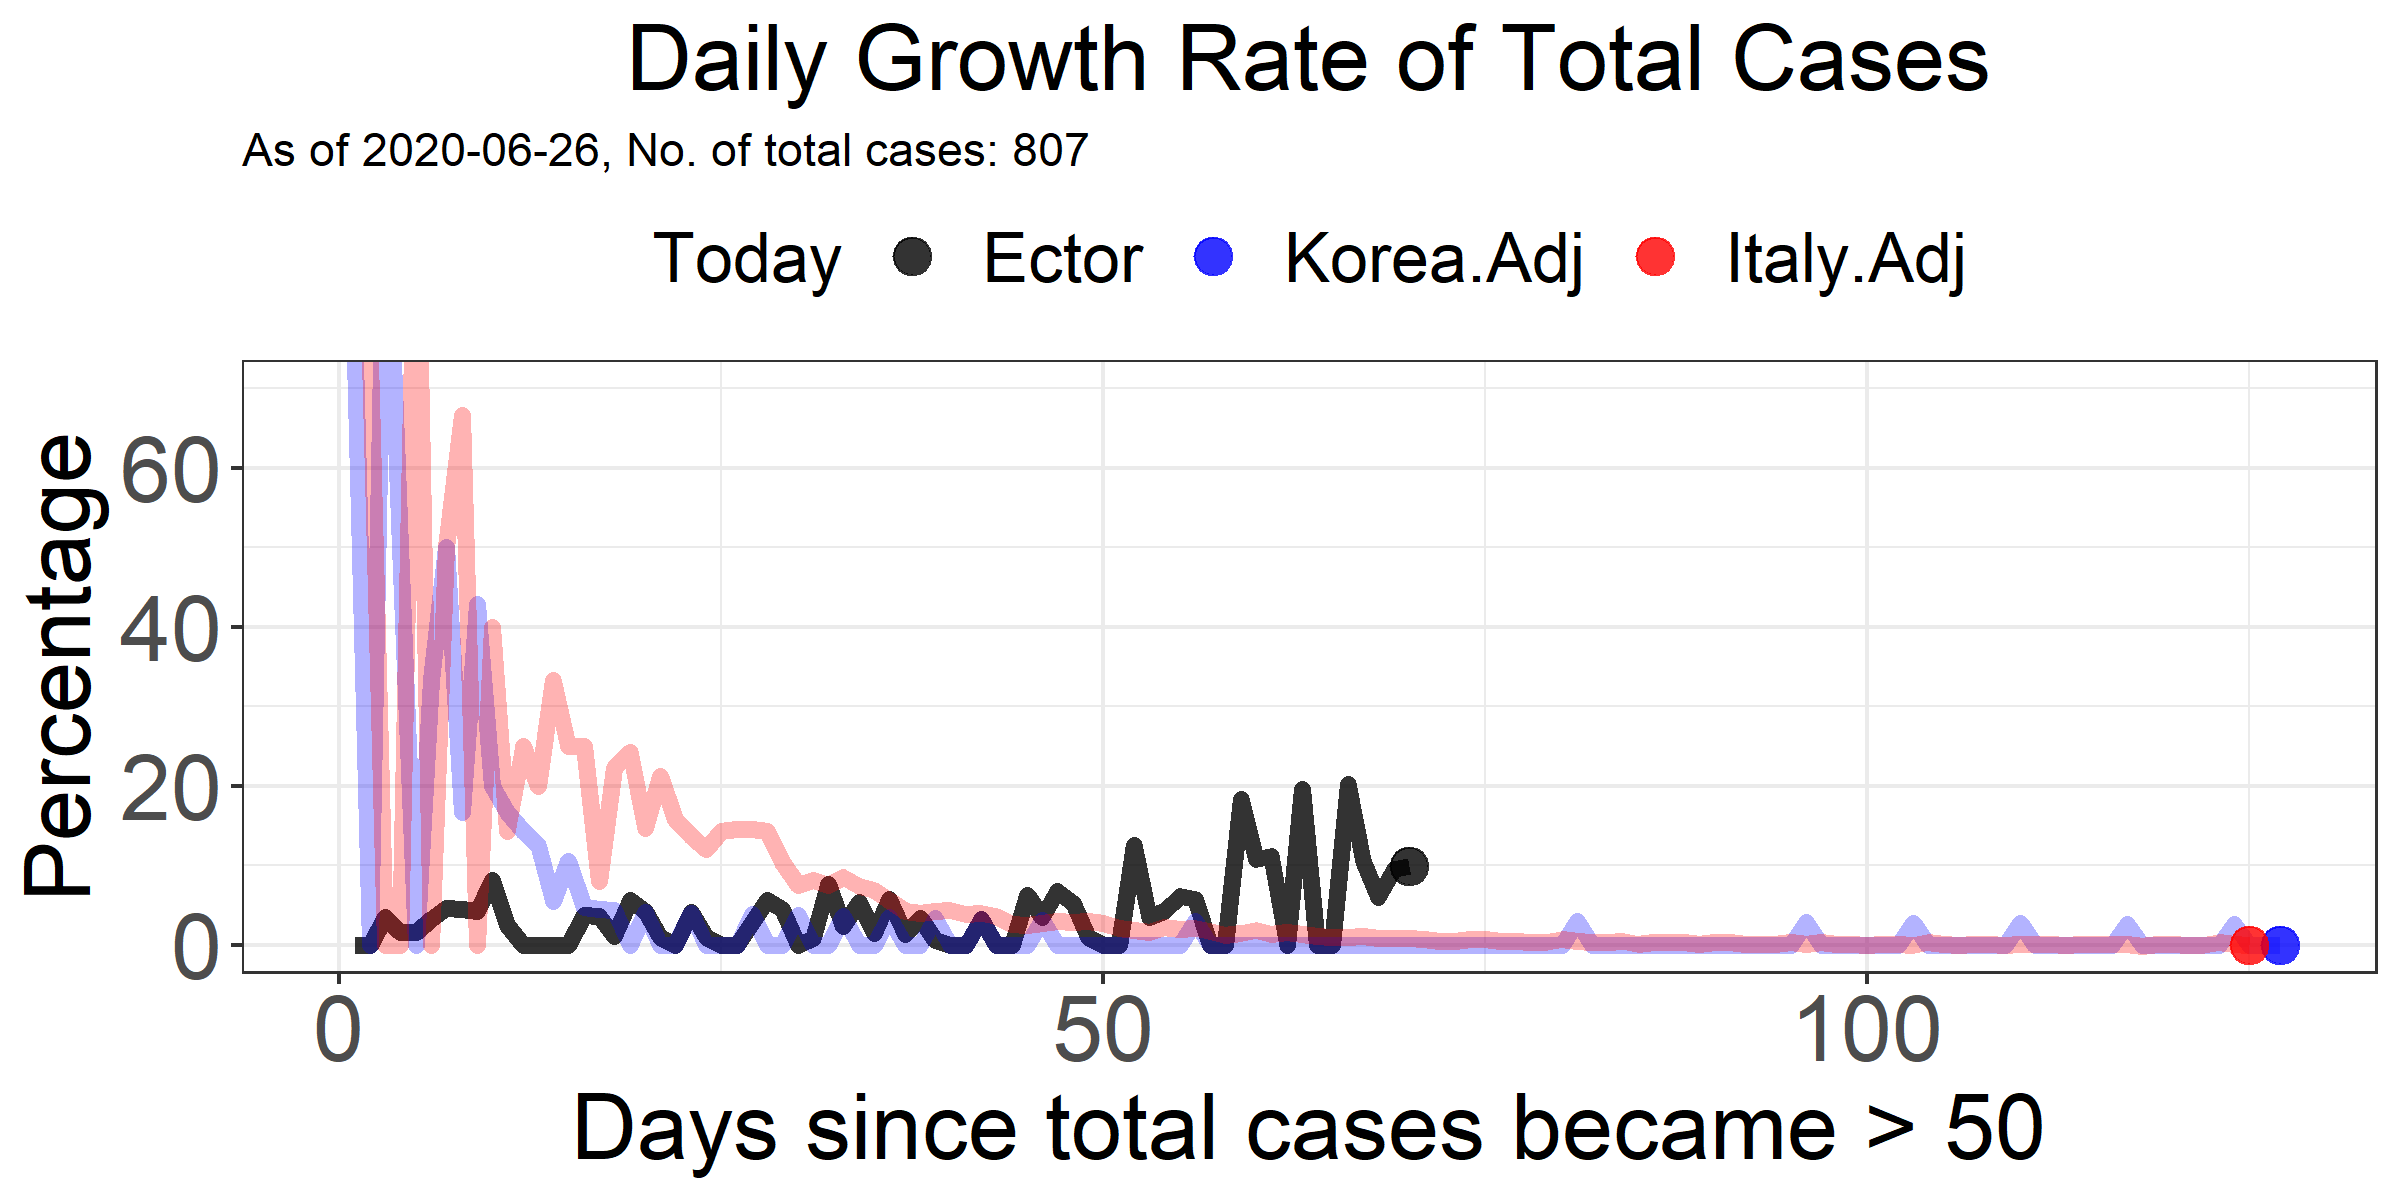 Daily Growth Rate of Total Cases
As of 2020-06-26, No. of total cases: 807
Today Ector Korea.Adj Italy.Adj
Percentage
60
40
20
0
0 50 100
Days since total cases became > 50